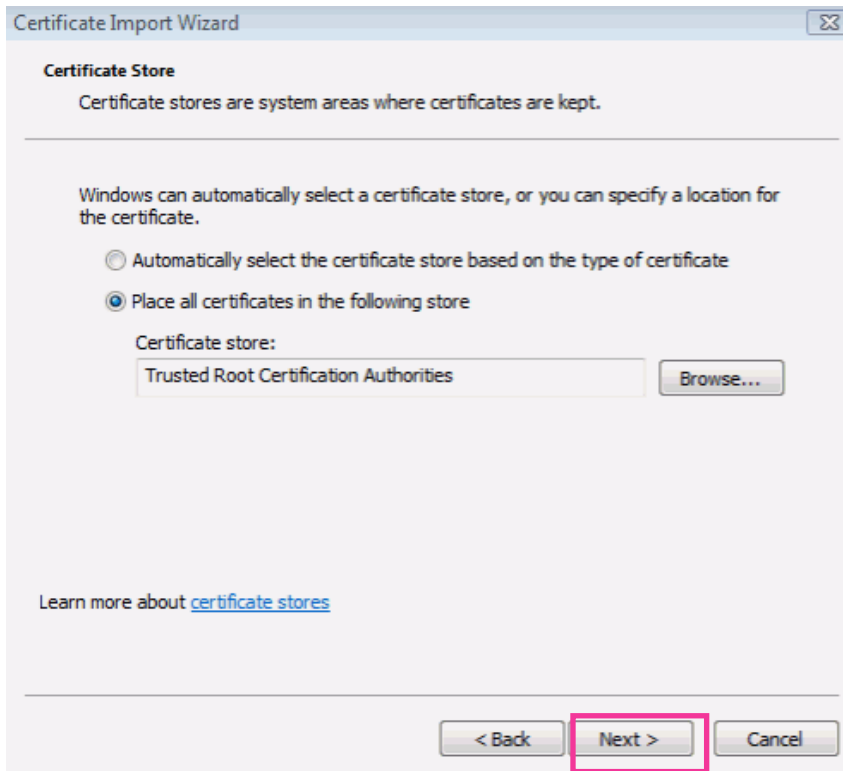 Certificate Import Wizard
Certificate Store
Certificate stores are system areas where certificates are kept.
Windows can automatically select a certificate store, or you can specify a location for
the certificate.
Automatically select the certificate store based on the type of certificate
Place all certificates in the following store
Certificate store:
Trusted Root Certification Authorities
Browse...
Learn more about certificate stores
< Back
Next >
Cancel